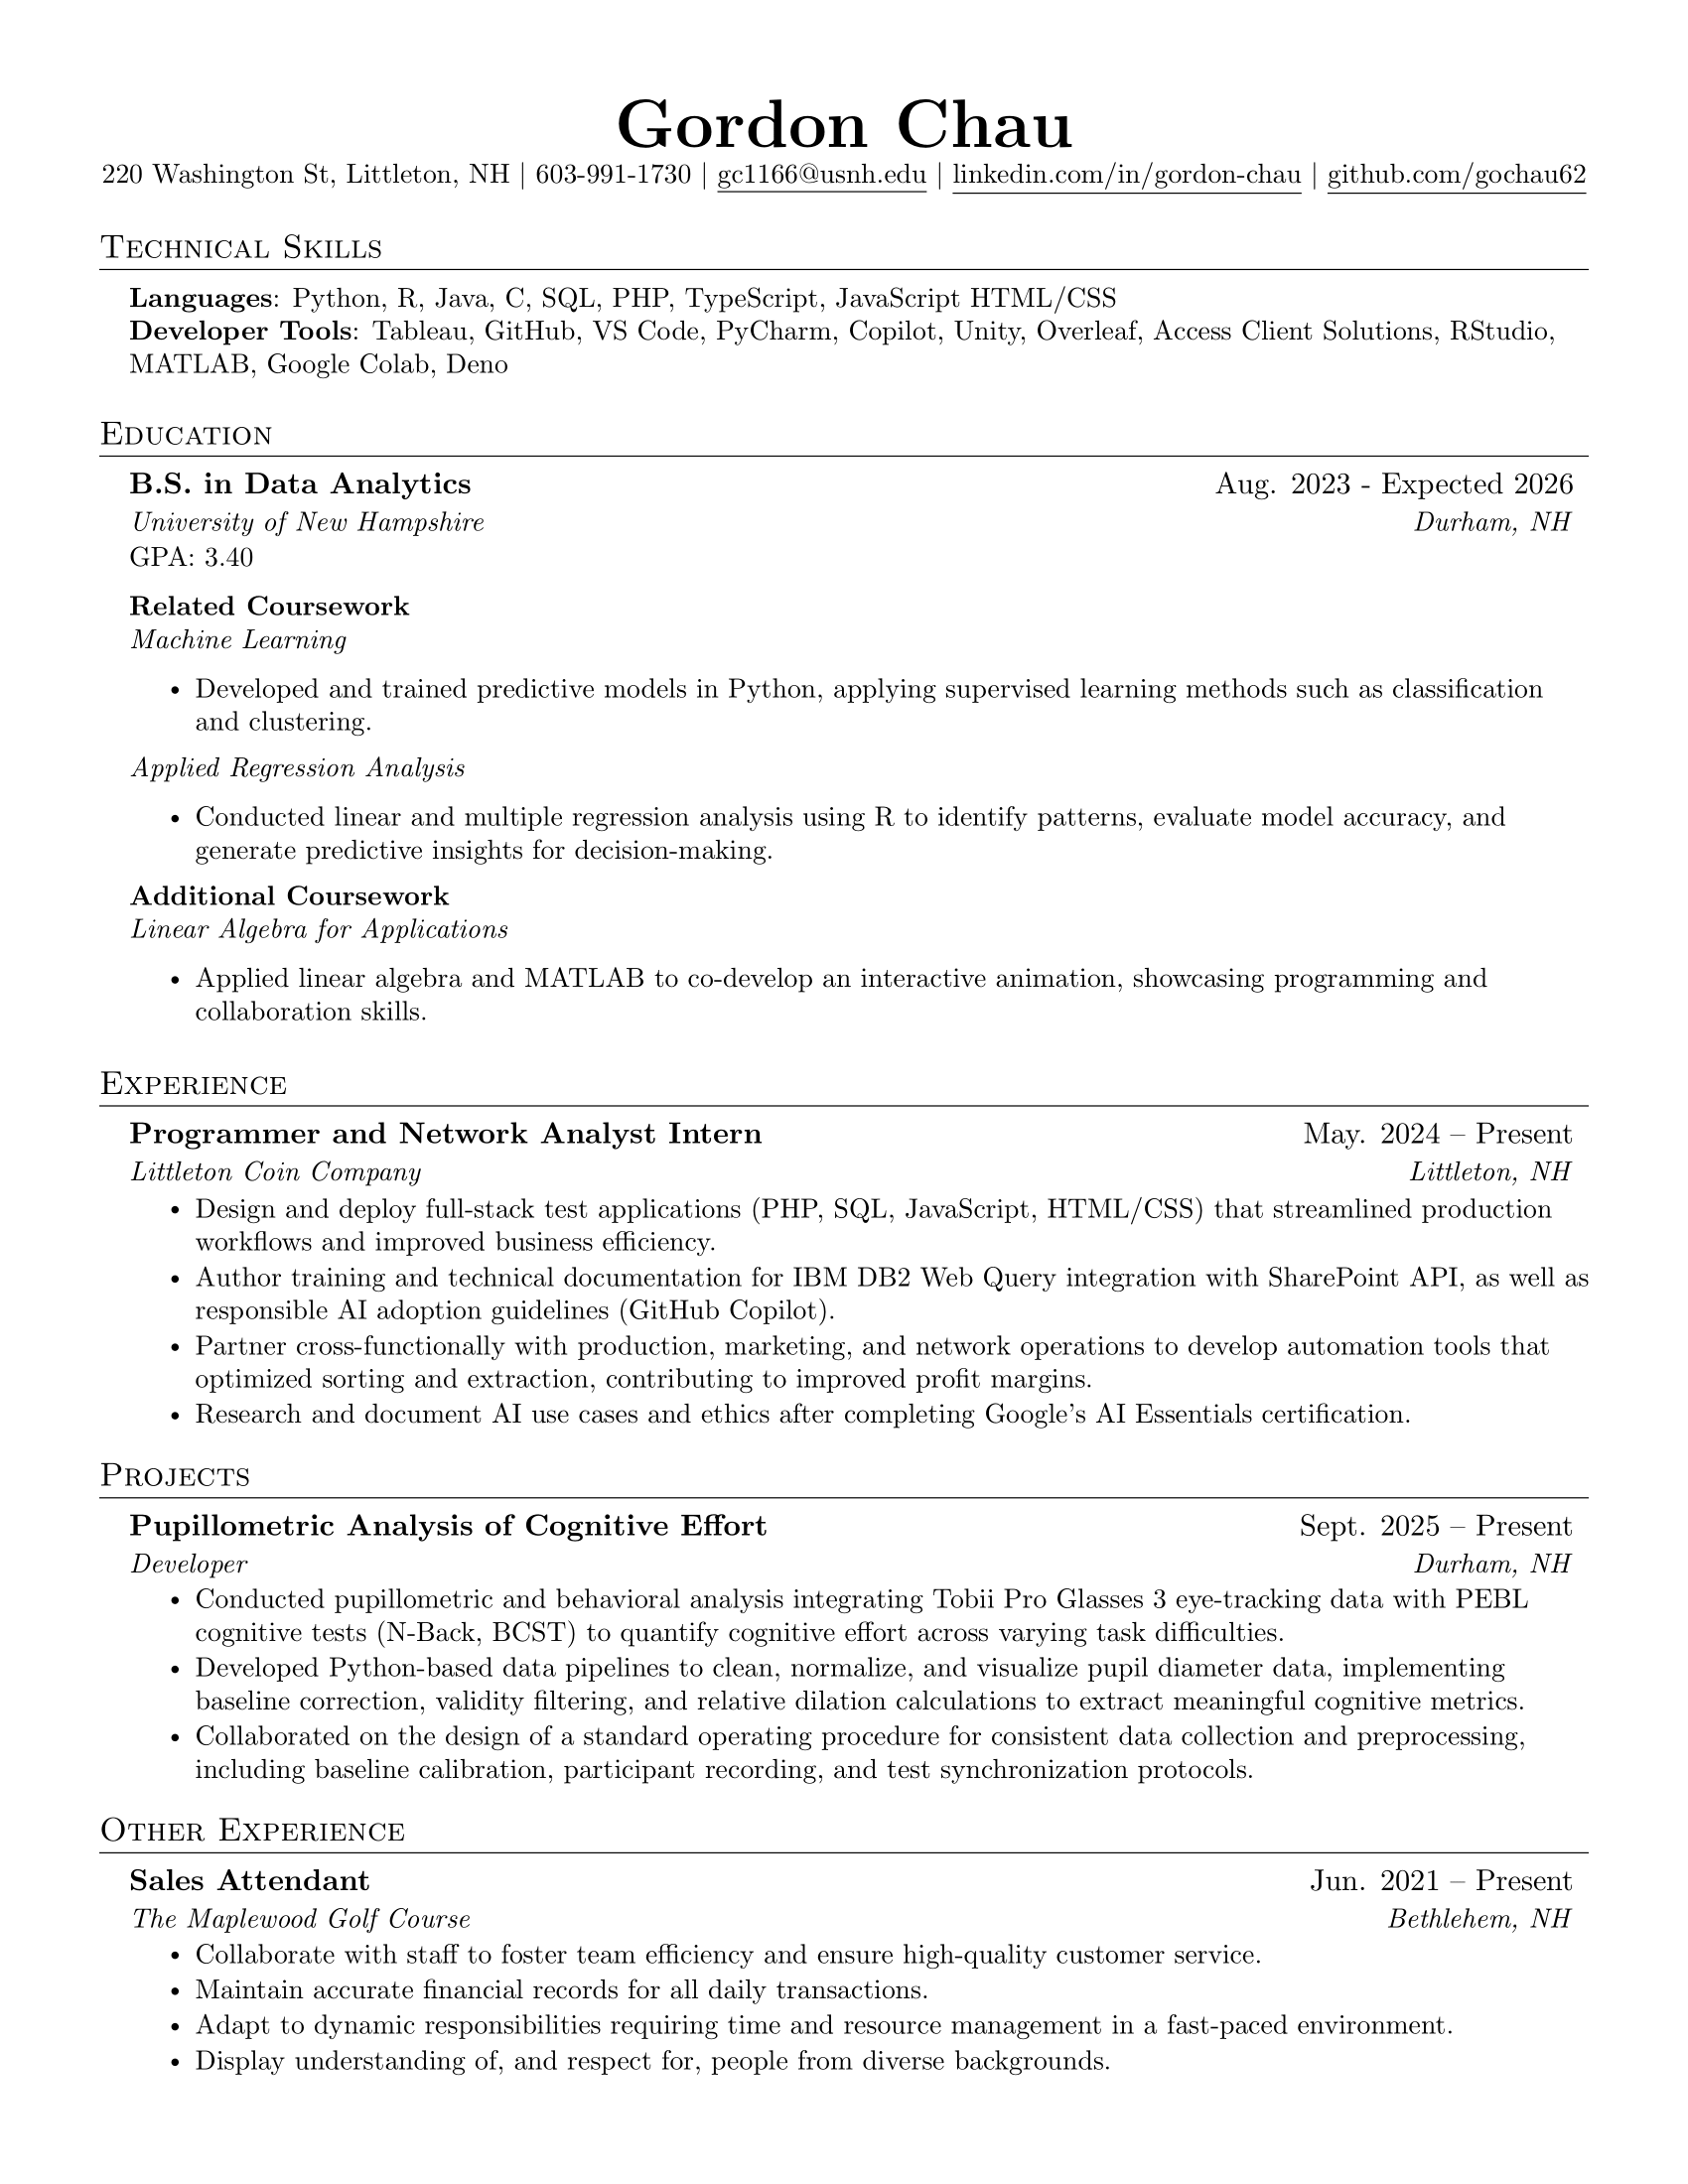 Gordon Chau
220 Washington St, Littleton, NH | 603-991-1730 | gc1166@usnh.edu | linkedin.com/in/gordon-chau | github.com/gochau62
Technical Skills
Languages: Python, R, Java, C, SQL, PHP, TypeScript, JavaScript HTML/CSS
Developer Tools: Tableau, GitHub, VS Code, PyCharm, Copilot, Unity, Overleaf, Access Client Solutions, RStudio,
MATLAB, Google Colab, Deno
Education
B.S. in Data Analytics Aug. 2023 - Expected 2026
University of New Hampshire Durham, NH
GPA: 3.40
Related Coursework
Machine Learning
• Developed and trained predictive models in Python, applying supervised learning methods such as classification
and clustering.
Applied Regression Analysis
• Conducted linear and multiple regression analysis using R to identify patterns, evaluate model accuracy, and
generate predictive insights for decision-making.
Additional Coursework
Linear Algebra for Applications
• Applied linear algebra and MATLAB to co-develop an interactive animation, showcasing programming and
collaboration skills.
Experience
Programmer and Network Analyst Intern May. 2024 – Present
Littleton Coin Company Littleton, NH
• Design and deploy full-stack test applications (PHP, SQL, JavaScript, HTML/CSS) that streamlined production
workflows and improved business efficiency.
• Author training and technical documentation for IBM DB2 Web Query integration with SharePoint API, as well as
responsible AI adoption guidelines (GitHub Copilot).
• Partner cross-functionally with production, marketing, and network operations to develop automation tools that
optimized sorting and extraction, contributing to improved profit margins.
• Research and document AI use cases and ethics after completing Google's AI Essentials certification.
Projects
Pupillometric Analysis of Cognitive Effort Sept. 2025 – Present
Developer Durham, NH
• Conducted pupillometric and behavioral analysis integrating Tobii Pro Glasses 3 eye-tracking data with PEBL
cognitive tests (N-Back, BCST) to quantify cognitive effort across varying task difficulties.
• Developed Python-based data pipelines to clean, normalize, and visualize pupil diameter data, implementing
baseline correction, validity filtering, and relative dilation calculations to extract meaningful cognitive metrics.
• Collaborated on the design of a standard operating procedure for consistent data collection and preprocessing,
including baseline calibration, participant recording, and test synchronization protocols.
Other Experience
Sales Attendant Jun. 2021 – Present
The Maplewood Golf Course Bethlehem, NH
• Collaborate with staff to foster team efficiency and ensure high-quality customer service.
• Maintain accurate financial records for all daily transactions.
• Adapt to dynamic responsibilities requiring time and resource management in a fast-paced environment.
• Display understanding of, and respect for, people from diverse backgrounds.